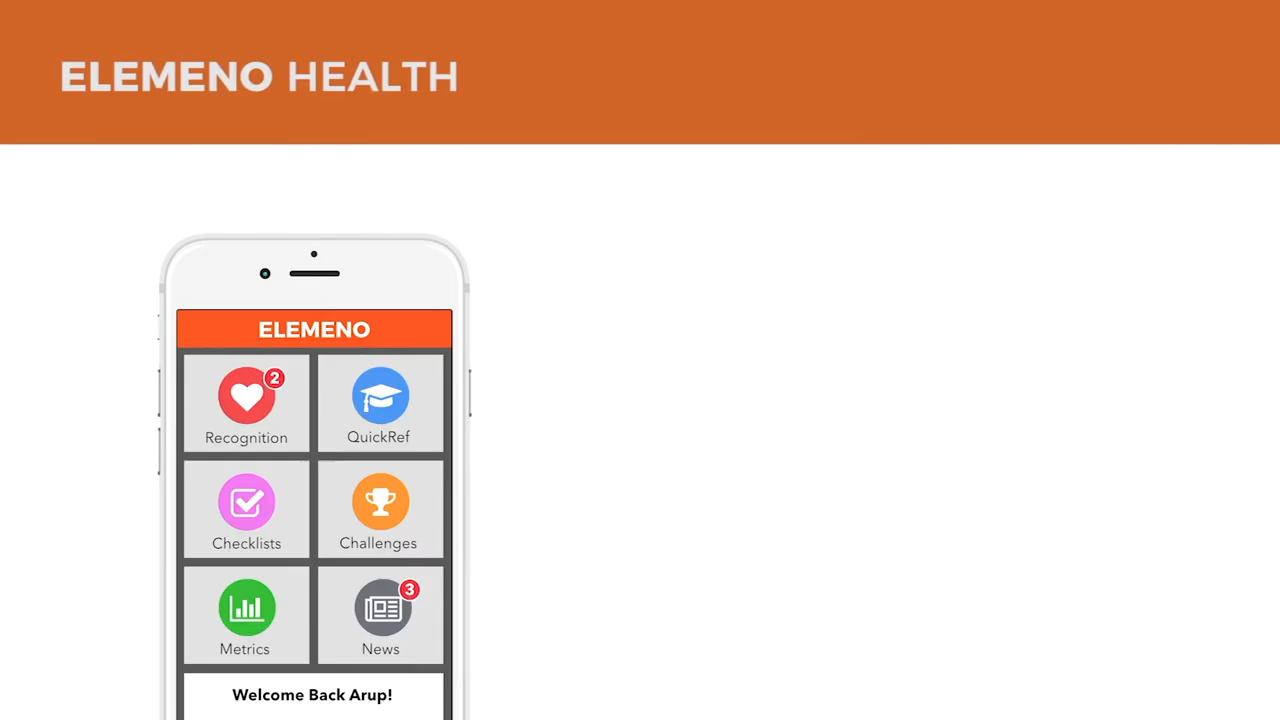 ELEMENO HEALTH
ELEMENO
2
Recognition
QuickRef
Checklists
Challenges
3
Metrics
News
Welcome Back Arup!